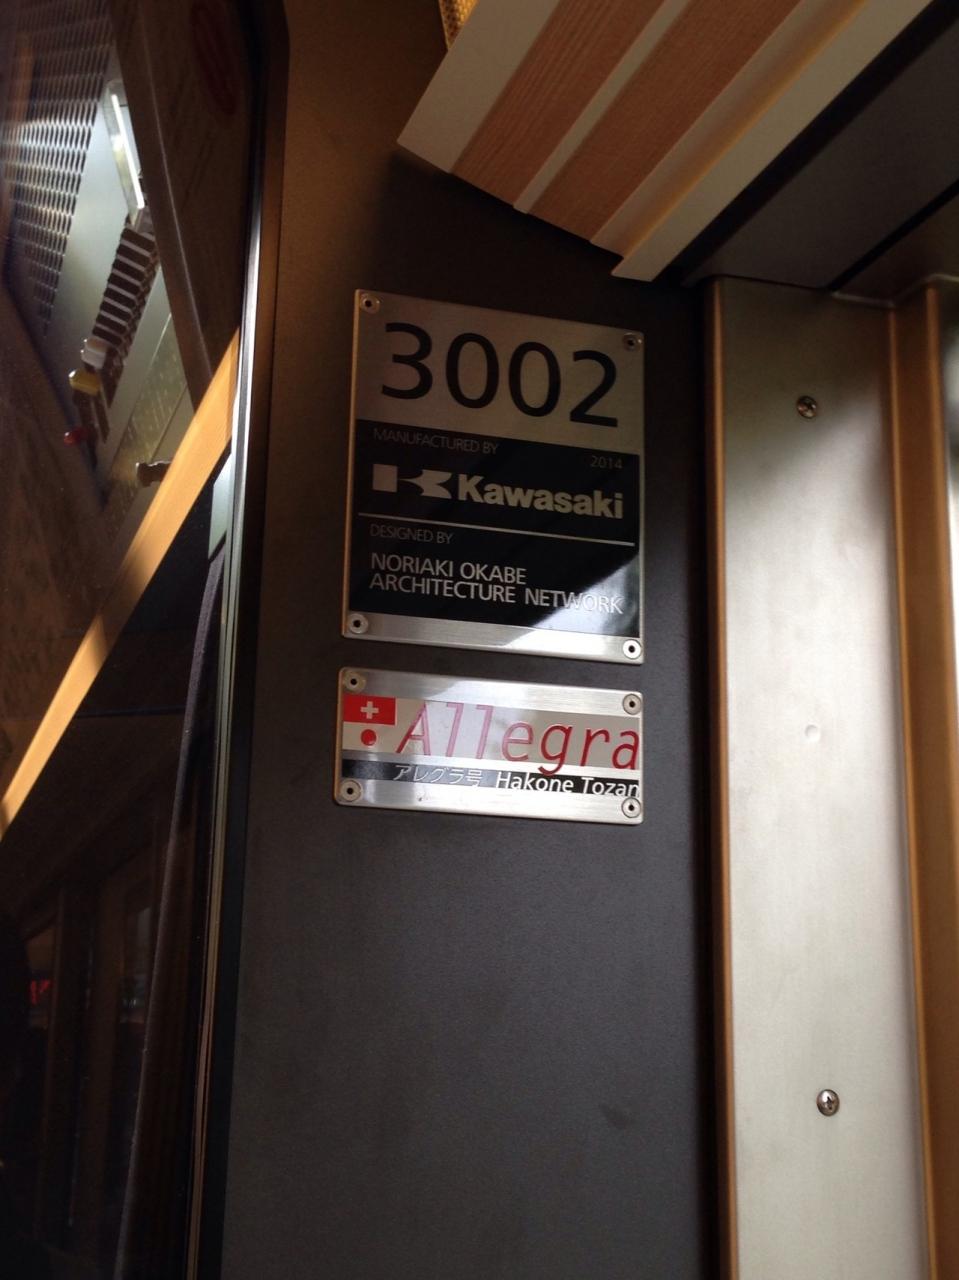 3002
MANUFACTURED BY
2014
Kawasaki
DESIGNED BY
NORIAKI OKABE
ARCHITECTURE NETWORK
Allegra
アレグラ号 Hakone Tozan